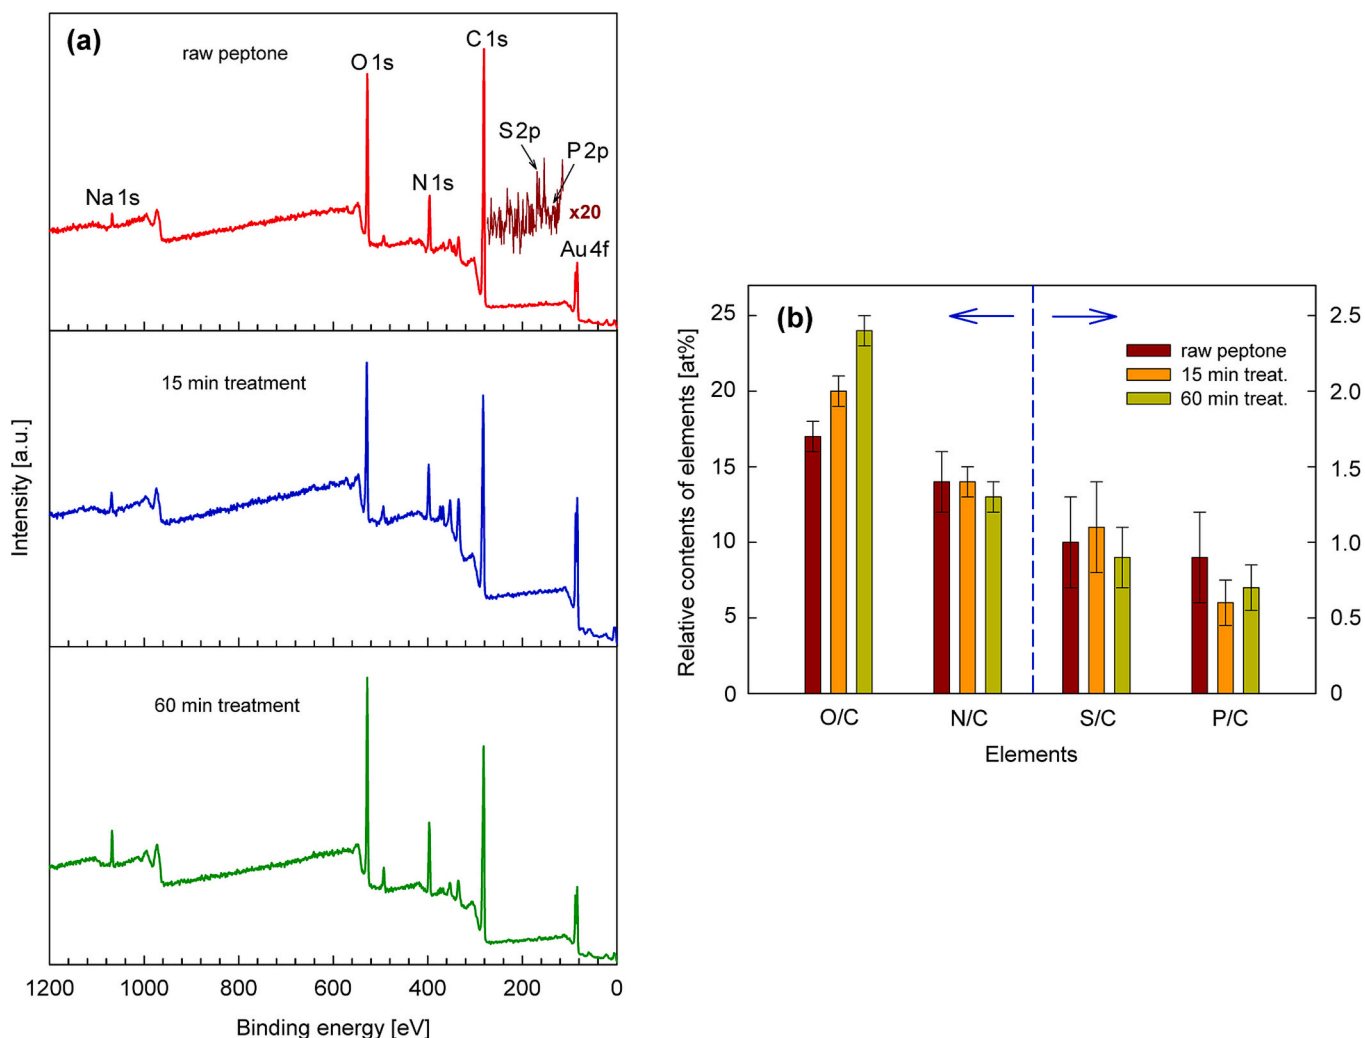 (a)
raw peptone
O 1s
C 1s
S 2p
P 2p
Na 1s
N 1s
x20
Au 4f
15 min treatment
60 min treatment
Intensity [a.u.]
1200 1000 800 600 400 200 0
Binding energy [eV]
(b)
raw peptone
15 min treat.
60 min treat.
Relative contents of elements [at%]
25
20
15
10
5
0
2.5
2.0
1.5
1.0
0.5
0
O/C N/C S/C P/C
Elements